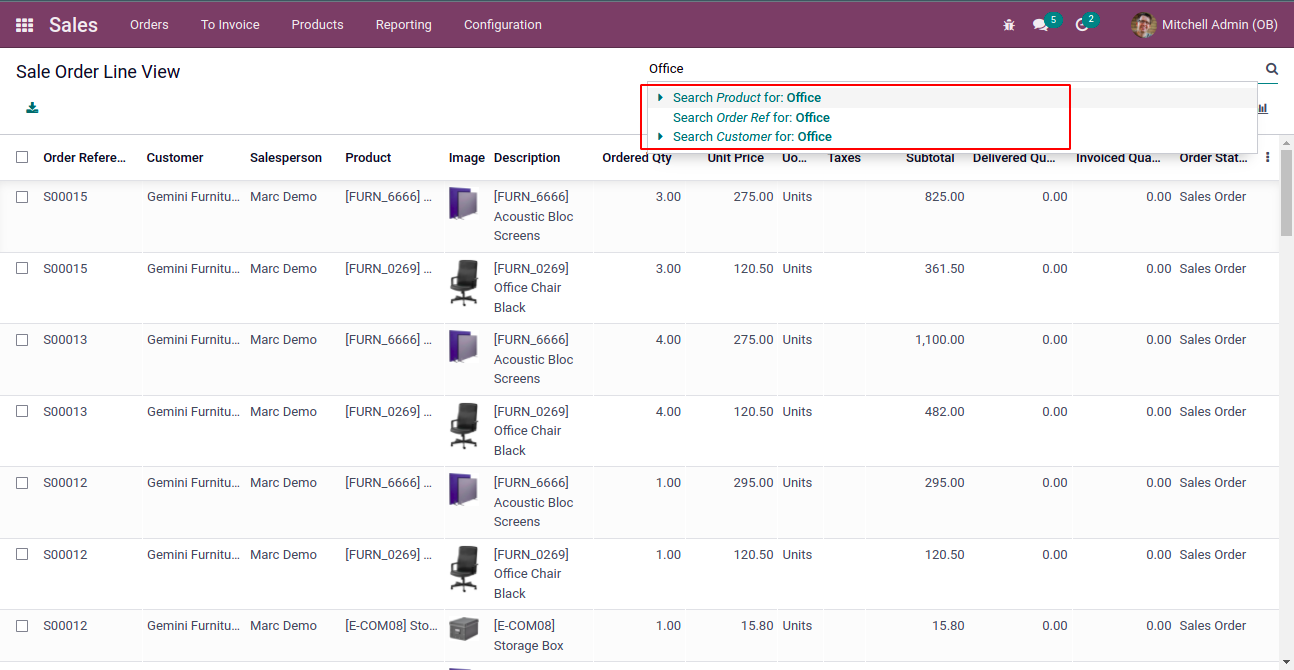 Sales Orders To Invoice Products Reporting Configuration 5 2 Mitchell Admin (OB)
Sale Order Line View Office
Search Product for: Office
Search Order Ref for: Office
Search Customer for: Office
Order Refere... Customer Salesperson Product Image Description Ordered Qty Unit Price Uo... Taxes Subtotal Delivered Qu... Invoiced Qua... Order Stat...
S00015 Gemini Furnitu... Marc Demo [FURN_6666] ... [FURN_6666] 3.00 275.00 Units 825.00 0.00 0.00 Sales Order
Acoustic Bloc
Screens
S00015 Gemini Furnitu... Marc Demo [FURN_0269] ... [FURN_0269] 3.00 120.50 Units 361.50 0.00 0.00 Sales Order
Office Chair
Black
S00013 Gemini Furnitu... Marc Demo [FURN_6666] ... [FURN_6666] 4.00 275.00 Units 1,100.00 0.00 0.00 Sales Order
Acoustic Bloc
Screens
S00013 Gemini Furnitu... Marc Demo [FURN_0269] ... [FURN_0269] 4.00 120.50 Units 482.00 0.00 0.00 Sales Order
Office Chair
Black
S00012 Gemini Furnitu... Marc Demo [FURN_6666] ... [FURN_6666] 1.00 295.00 Units 295.00 0.00 0.00 Sales Order
Acoustic Bloc
Screens
S00012 Gemini Furnitu... Marc Demo [FURN_0269] ... [FURN_0269] 1.00 120.50 Units 120.50 0.00 0.00 Sales Order
Office Chair
Black
S00012 Gemini Furnitu... Marc Demo [E-COM08] Sto... [E-COM08] 1.00 15.80 Units 15.80 0.00 0.00 Sales Order
Storage Box